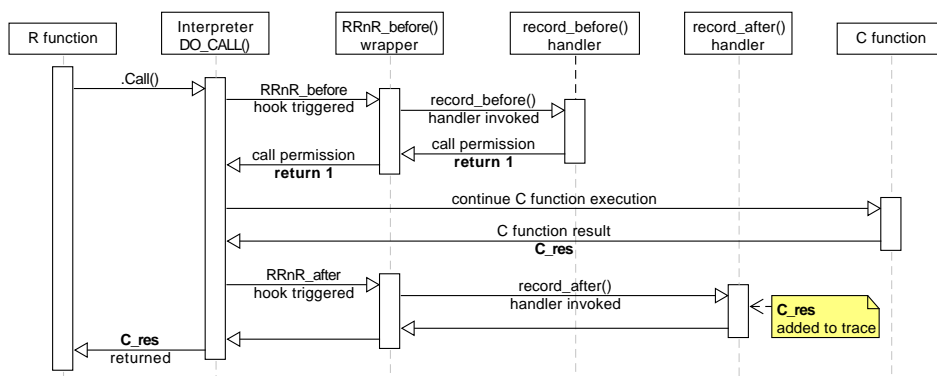 R function
Interpreter
DO_CALL()
RRnR_before()
wrapper
record_before()
handler
record_after()
handler
C function
.Call()
RRnR_before
hook triggered
record_before()
handler invoked
call permission
return 1
call permission
return 1
continue C function execution
C function result
C_res
RRnR_after
hook triggered
record_after()
handler invoked
C_res
added to trace
C_res
returned